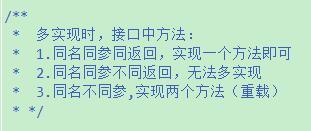 /**
* 多实现时，接口中方法：
* 1.同名同参同返回，实现一个方法即可
* 2.同名同参不同返回，无法多实现
* 3.同名不同参,实现两个方法（重载）
* */